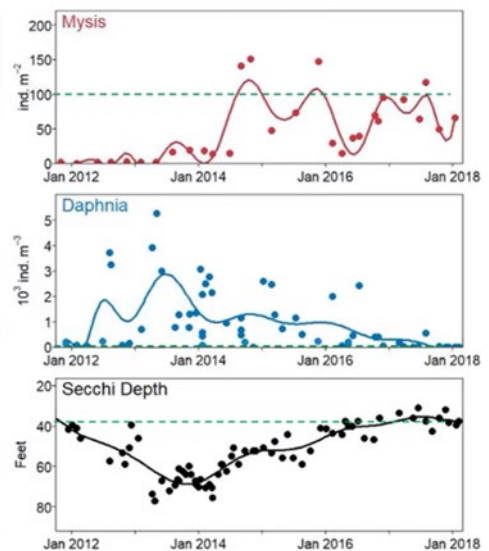 Mysis
200
150
100
50
0
ind. m⁻²
Jan 2012 Jan 2014 Jan 2016 Jan 2018
Daphnia
5
4
3
2
1
0
10³ ind. m⁻³
Jan 2012 Jan 2014 Jan 2016 Jan 2018
Secchi Depth
20
40
60
80
Feet
Jan 2012 Jan 2014 Jan 2016 Jan 2018